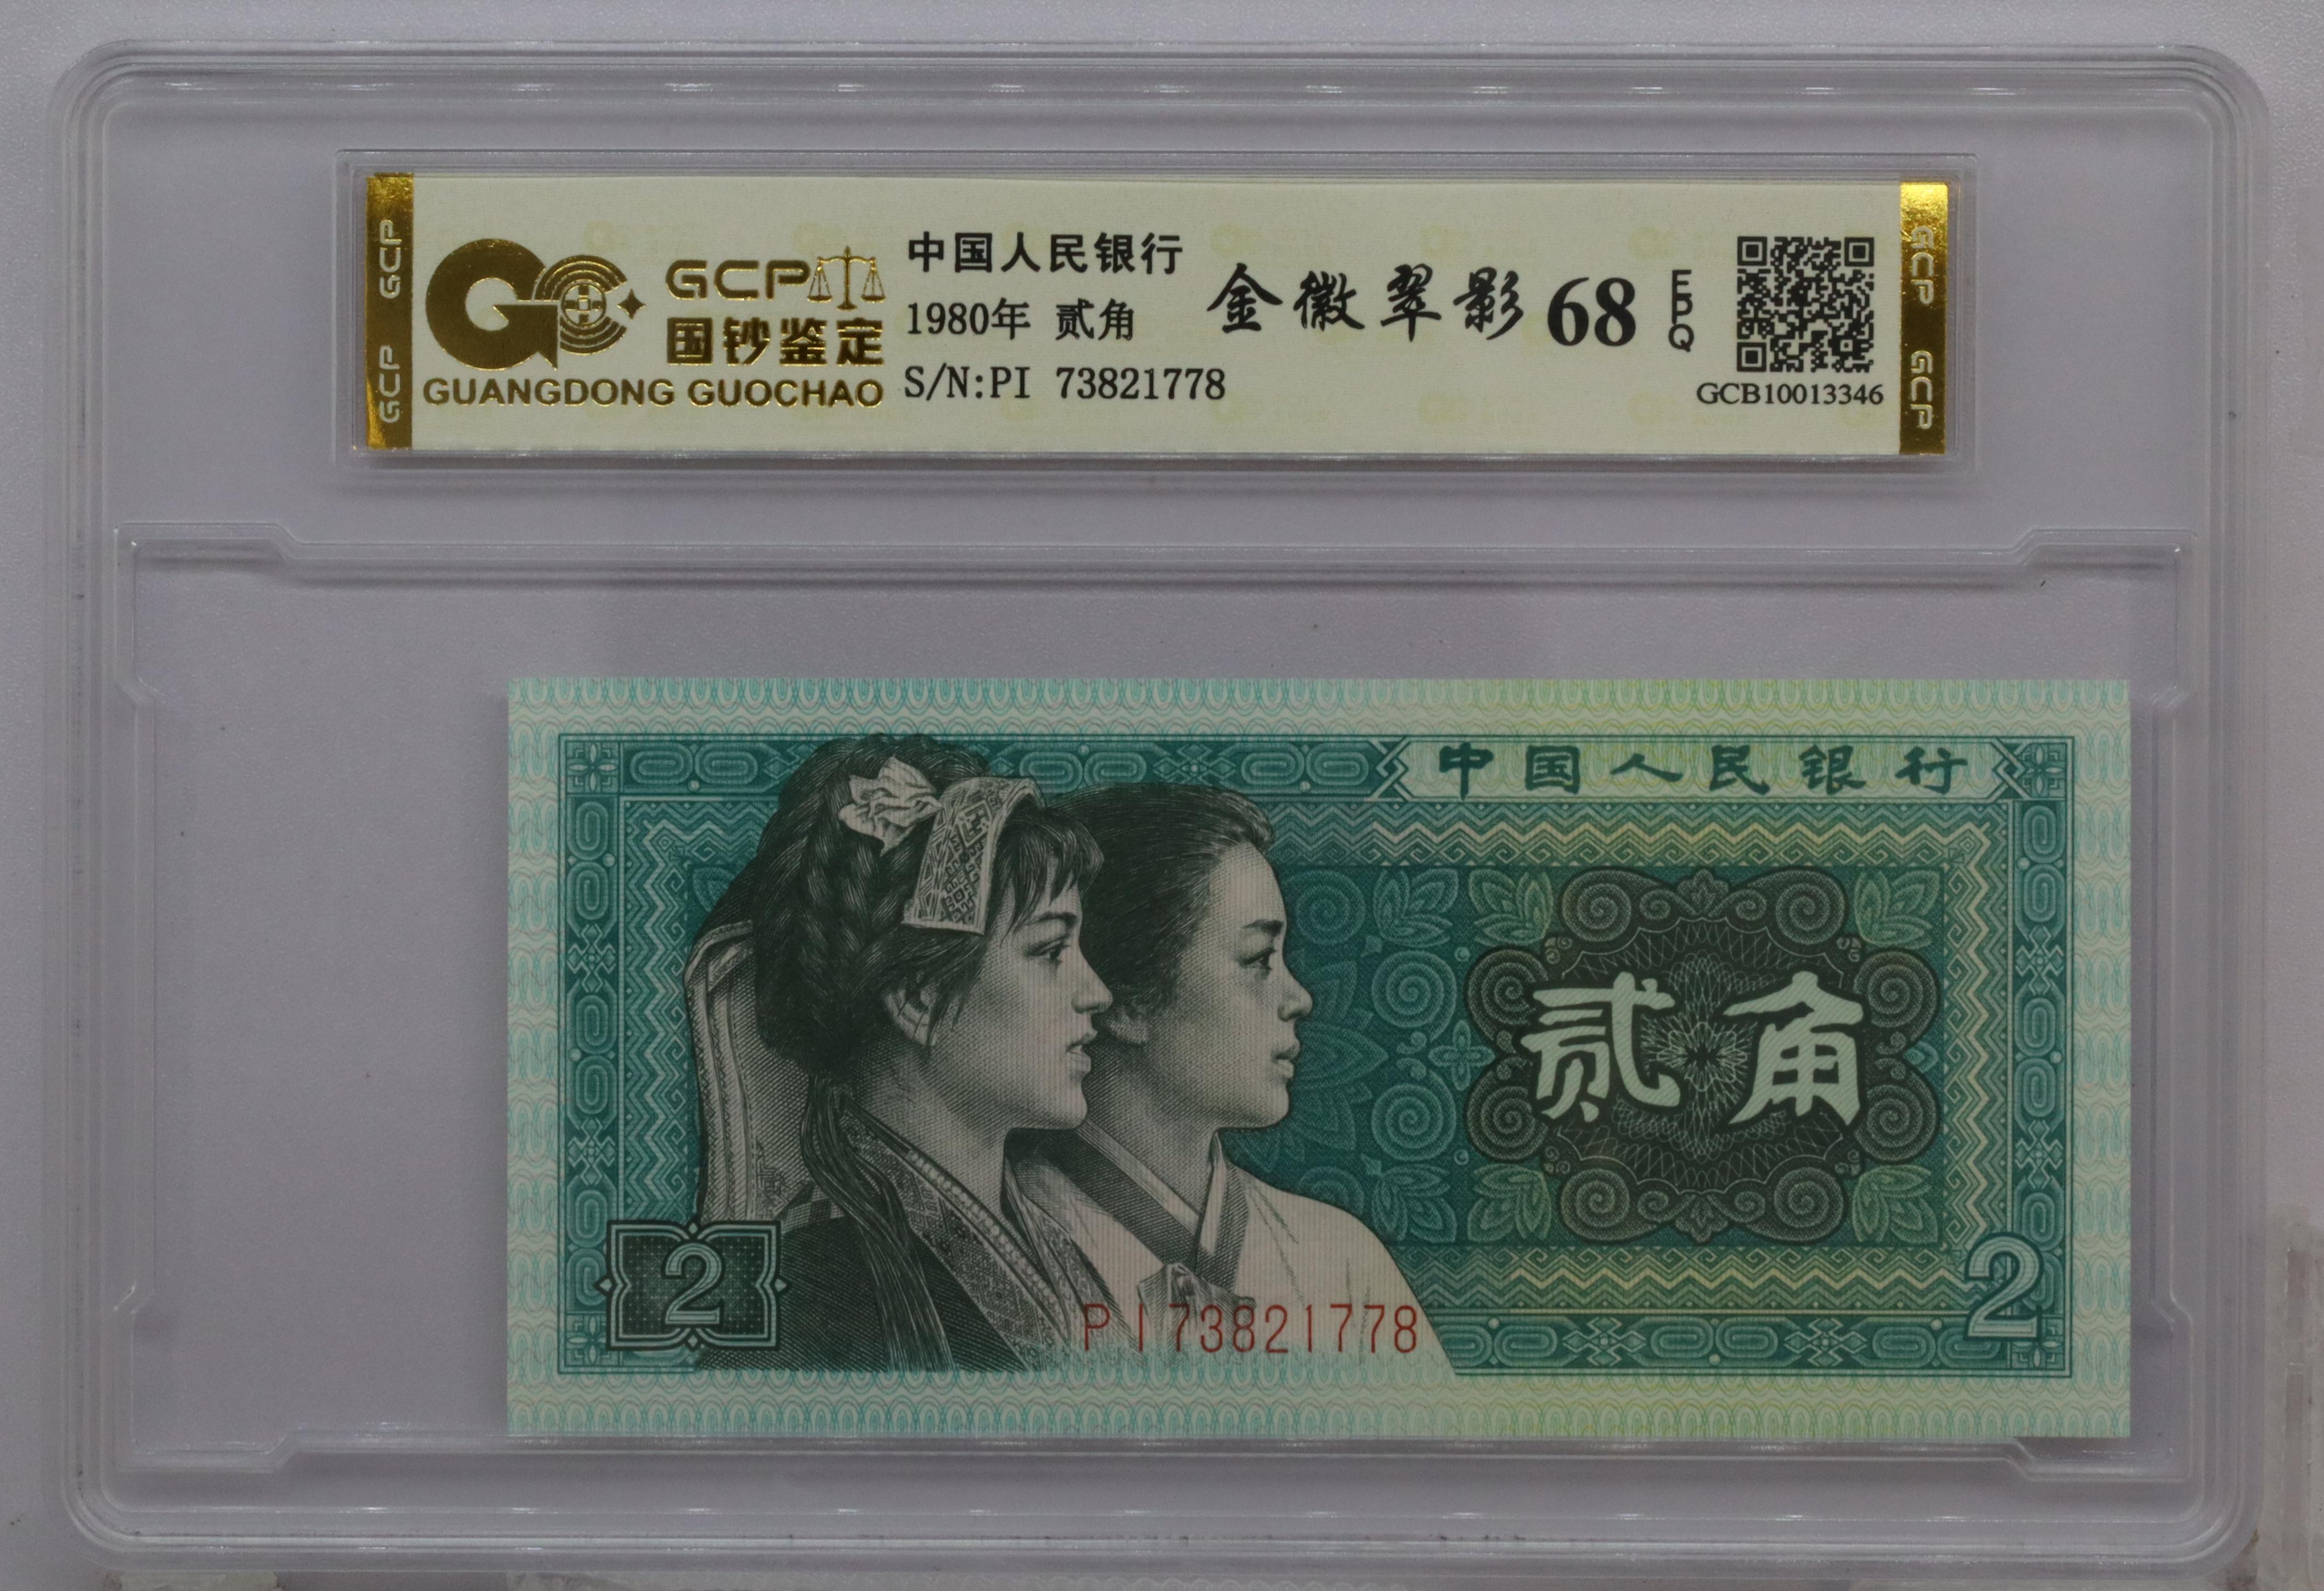 GCP
GCP
GCP
国钞鉴定
GUANGDONG GUOCHAO
中国人民银行
1980年 贰角
S/N:PI 73821778
金徽翠影 68 EPQ
GCB10013346
GCP
GCP
中国人民银行
贰角
2
PI73821778
2